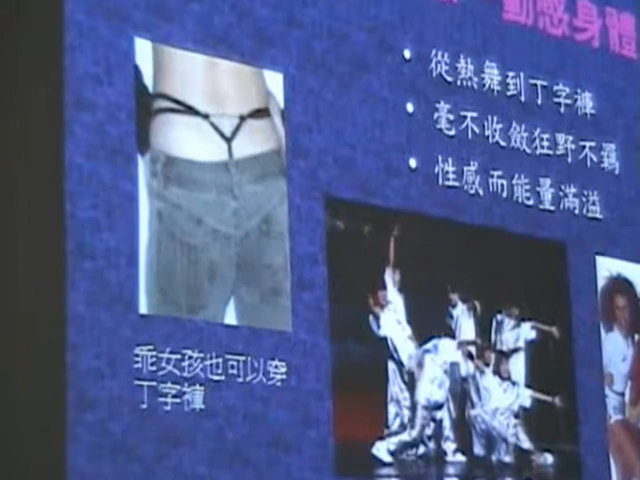 動感身體
• 從熱舞到丁字褲
• 毫不收斂狂野不羈
• 性感而能量滿溢
乖女孩也可以穿
丁字褲